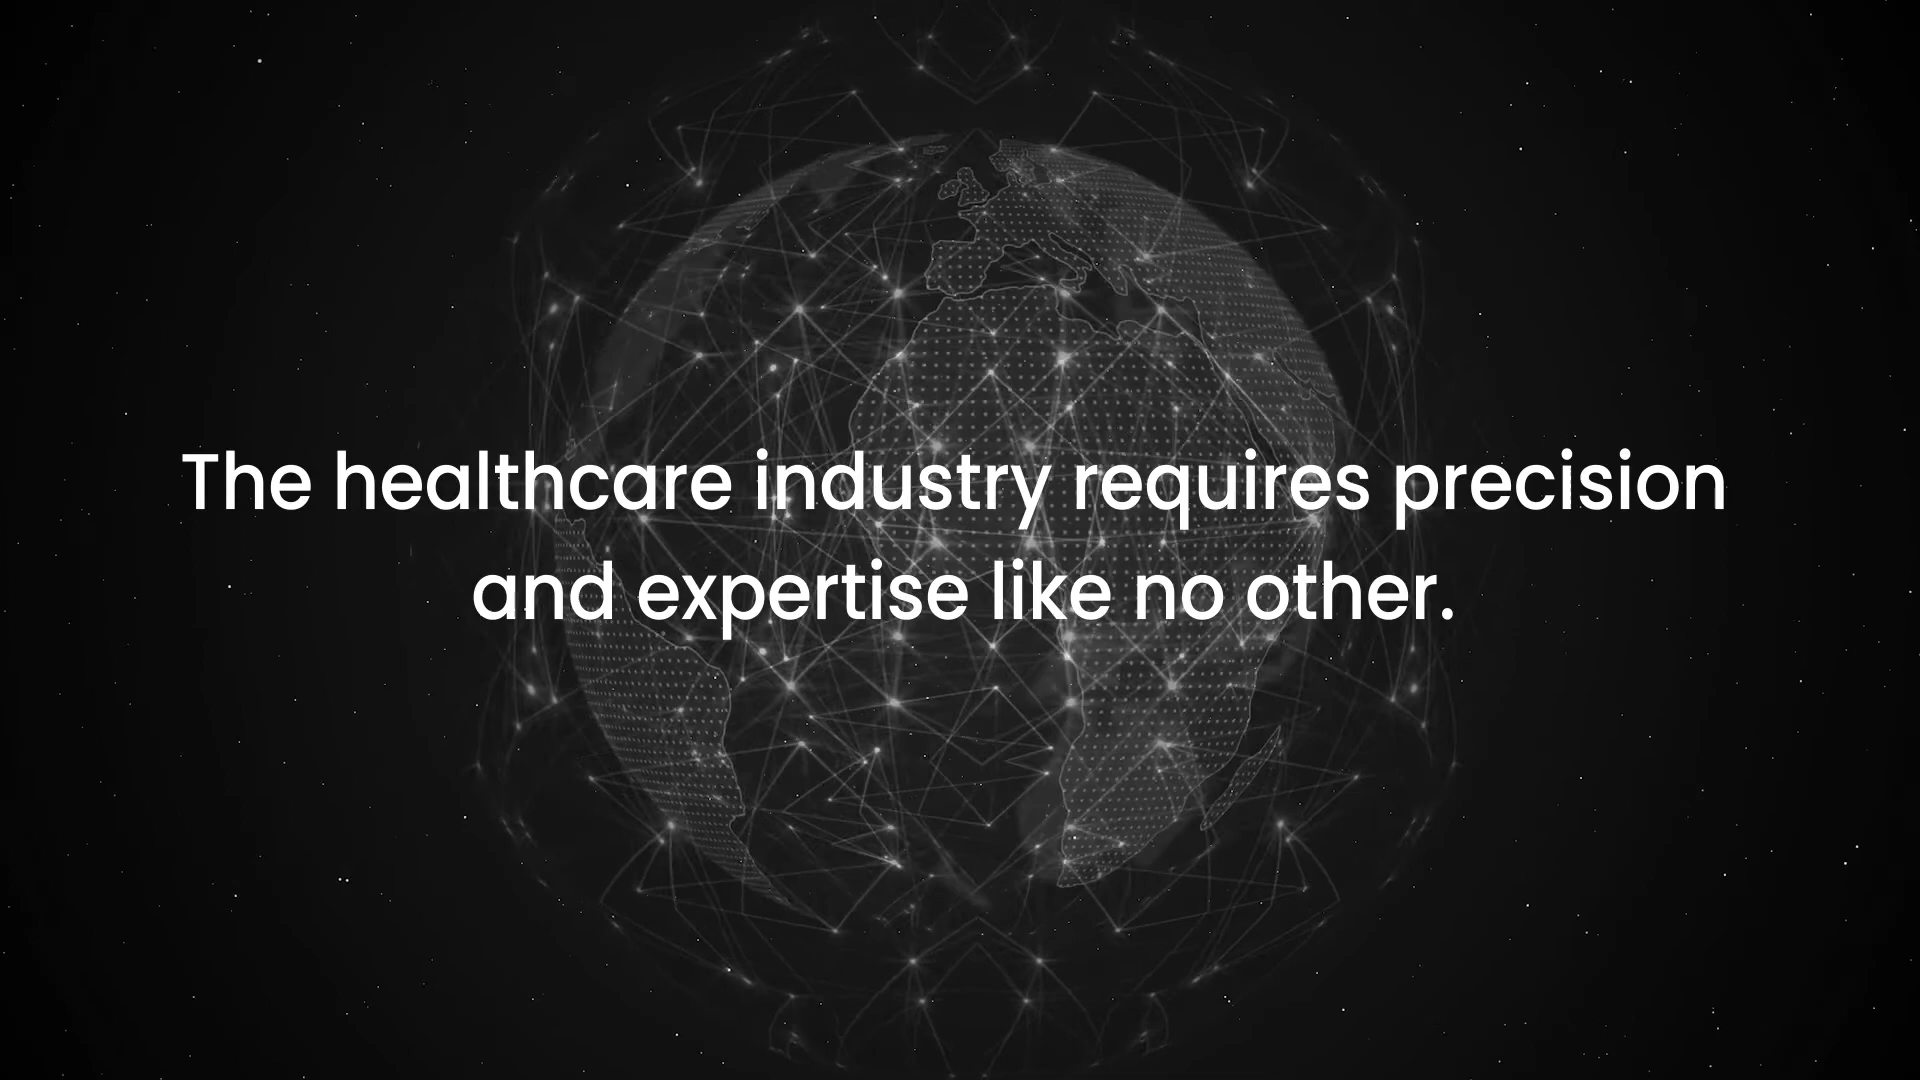 The healthcare industry requires precision
and expertise like no other.